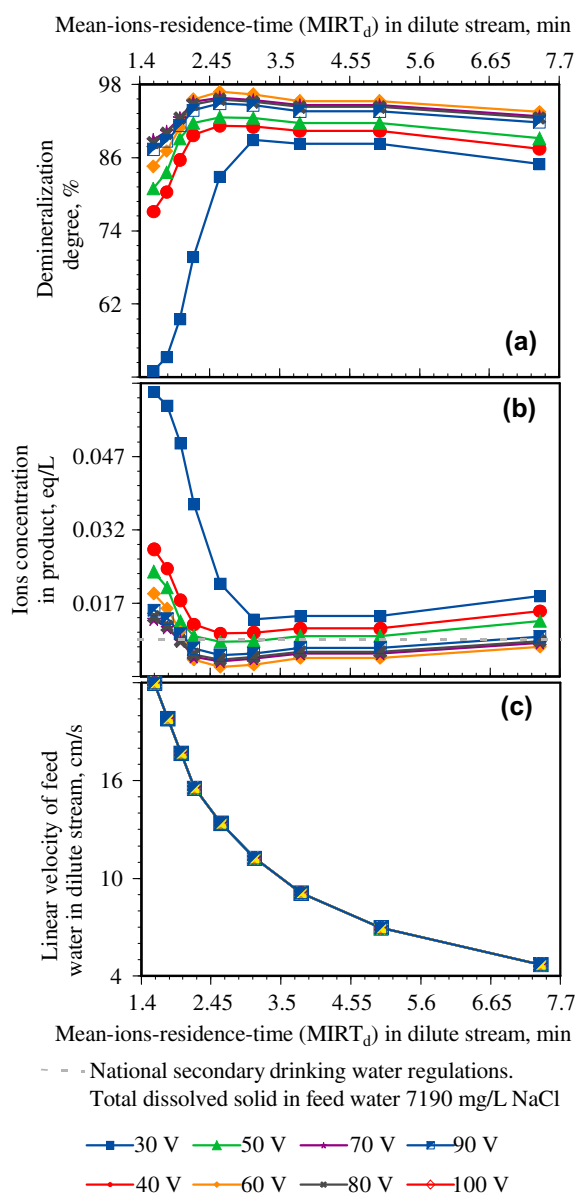 Mean-ions-residence-time (MIRTd) in dilute stream, min
1.4 2.45 3.5 4.55 5.6 6.65 7.7
98
86
74
62
Demineralization
degree, %
(a)
0.047
0.032
0.017
Ions concentration
in product, eq/L
(b)
16
10
4
Linear velocity of feed
water in dilute stream, cm/s
(c)
1.4 2.45 3.5 4.55 5.6 6.65 7.7
Mean-ions-residence-time (MIRTd) in dilute stream, min
National secondary drinking water regulations.
Total dissolved solid in feed water 7190 mg/L NaCl
30 V 50 V 70 V 90 V
40 V 60 V 80 V 100 V